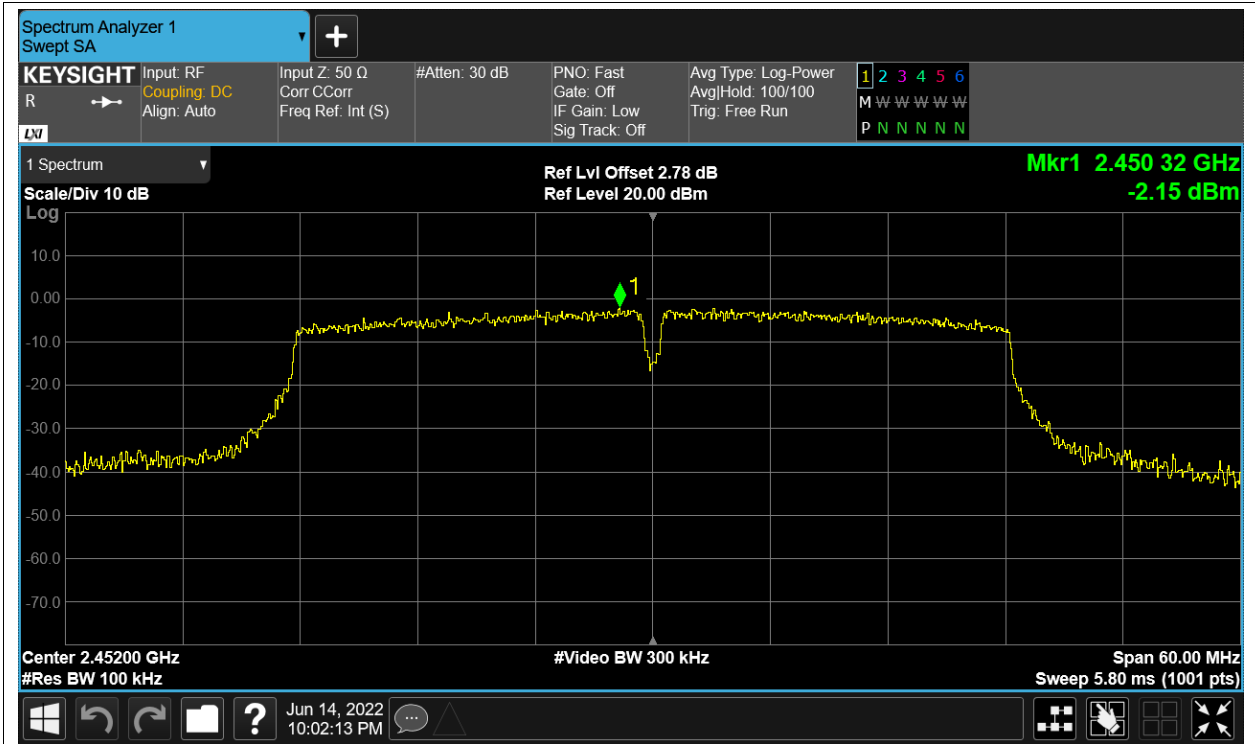 Spectrum Analyzer 1
Swept SA
+
KEYSIGHT
R
LXI
Input: RF
Coupling: DC
Align: Auto
Input Z: 50 Ω
Corr CCorr
Freq Ref: Int (S)
#Atten: 30 dB
PNO: Fast
Gate: Off
IF Gain: Low
Sig Track: Off
Avg Type: Log-Power
Avg|Hold: 100/100
Trig: Free Run
1 2 3 4 5 6
M W W W W W
P N N N N N
1 Spectrum
Scale/Div 10 dB
Log
Ref Lvl Offset 2.78 dB
Ref Level 20.00 dBm
Mkr1 2.450 32 GHz
-2.15 dBm
1
10.0
0.00
-10.0
-20.0
-30.0
-40.0
-50.0
-60.0
-70.0
Center 2.45200 GHz
#Res BW 100 kHz
#Video BW 300 kHz
Span 60.00 MHz
Sweep 5.80 ms (1001 pts)
?
Jun 14, 2022
10:02:13 PM